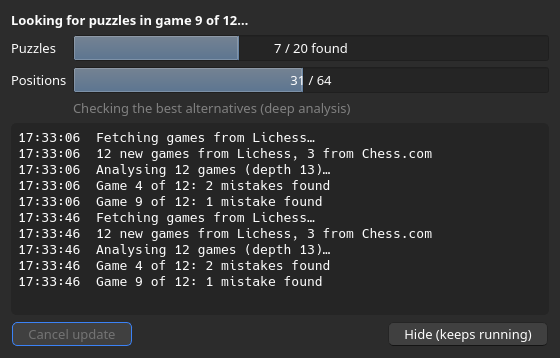 Looking for puzzles in game 9 of 12…
Puzzles 7 / 20 found
Positions 31 / 64
Checking the best alternatives (deep analysis)
17:33:06 Fetching games from Lichess…
17:33:06 12 new games from Lichess, 3 from Chess.com
17:33:06 Analysing 12 games (depth 13)…
17:33:06 Game 4 of 12: 2 mistakes found
17:33:06 Game 9 of 12: 1 mistake found
17:33:46 Fetching games from Lichess…
17:33:46 12 new games from Lichess, 3 from Chess.com
17:33:46 Analysing 12 games (depth 13)…
17:33:46 Game 4 of 12: 2 mistakes found
17:33:46 Game 9 of 12: 1 mistake found
Cancel update Hide (keeps running)